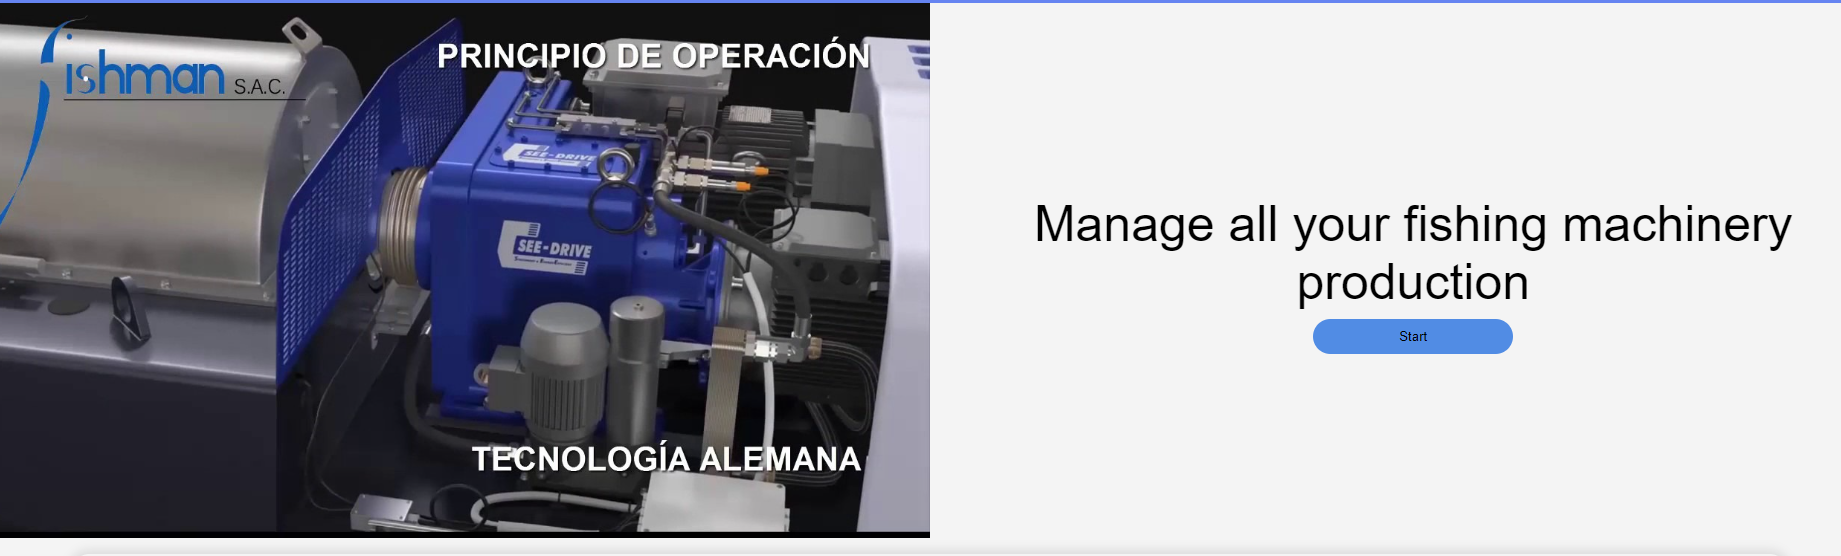 Fishman S.A.C.
PRINCIPIO DE OPERACIÓN
SEE-DRIVE
SEE-DRIVE
TECNOLOGÍA ALEMANA
Manage all your fishing machinery
production
Start